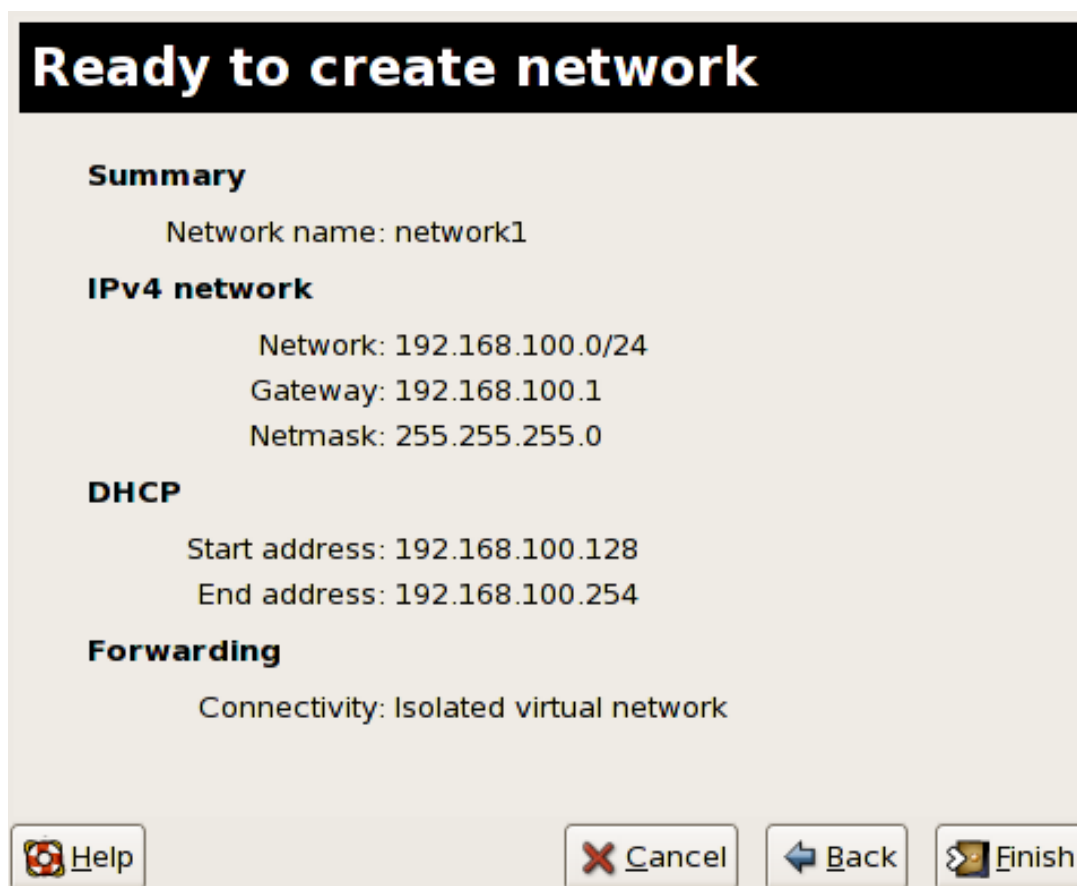 Ready to create network
Summary
Network name: network1
IPv4 network
Network: 192.168.100.0/24
Gateway: 192.168.100.1
Netmask: 255.255.255.0
DHCP
Start address: 192.168.100.128
End address: 192.168.100.254
Forwarding
Connectivity: Isolated virtual network
Help Cancel Back Finish